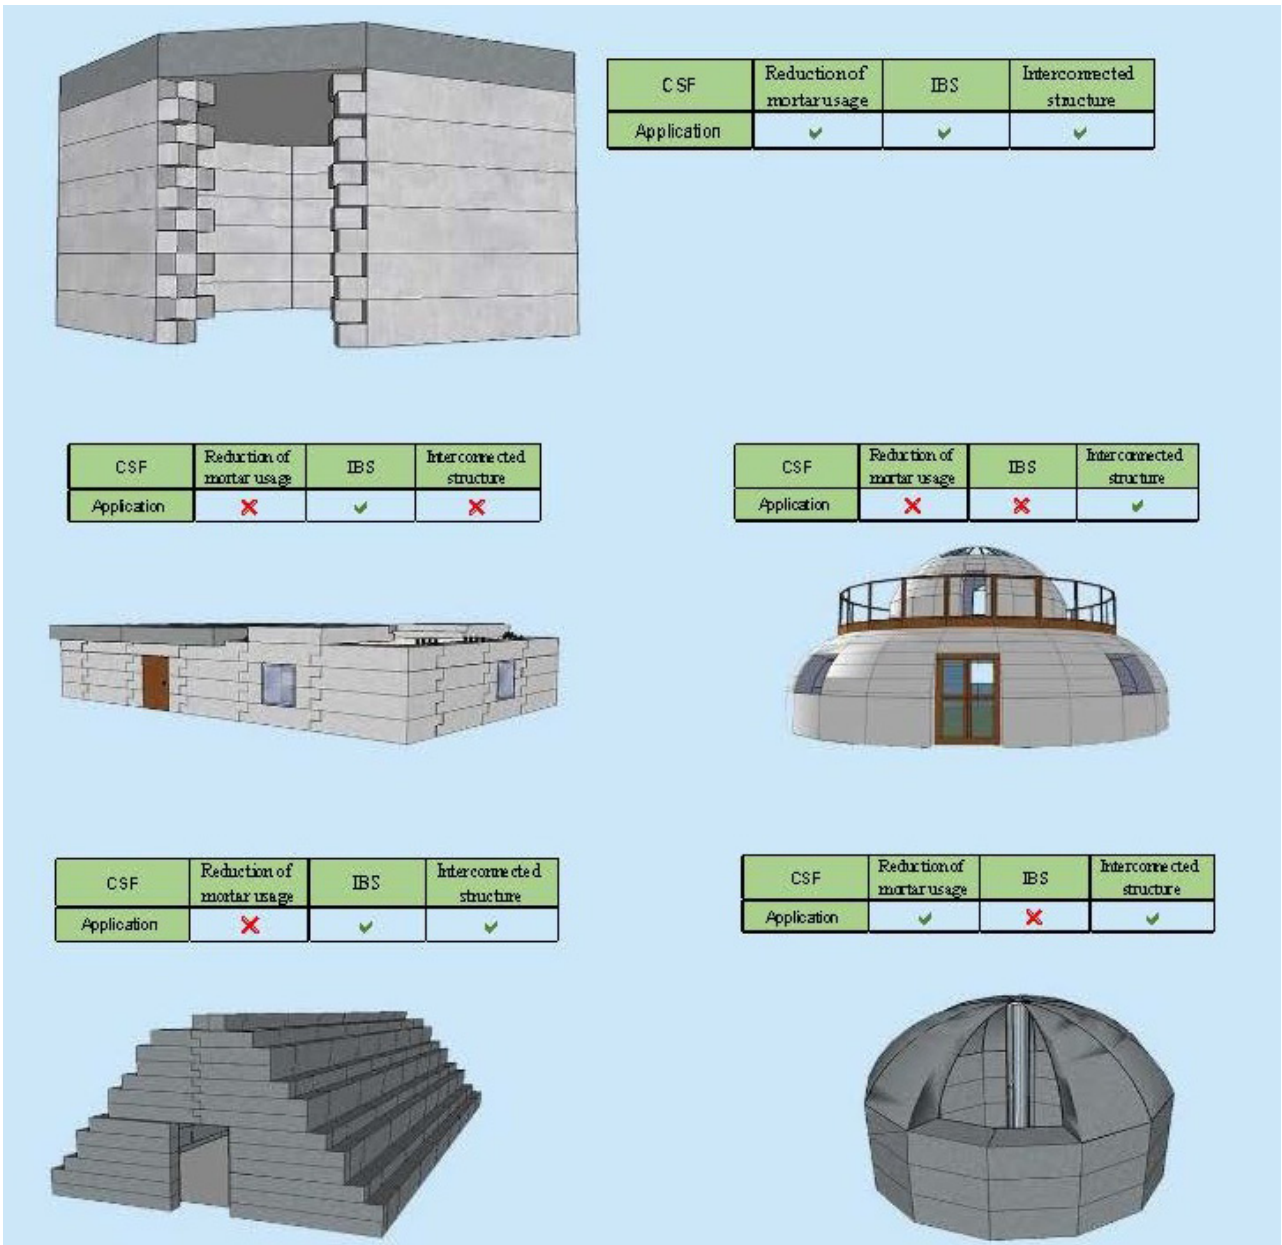 CSF
Reduction of
mortar usage
IBS
Interconnected
structure
Application
CSF
Reduction of
mortar usage
IBS
Interconnected
structure
Application
CSF
Reduction of
mortar usage
IBS
Interconnected
structure
Application
CSF
Reduction of
mortar usage
IBS
Interconnected
structure
Application
CSF
Reduction of
mortar usage
IBS
Interconnected
structure
Application